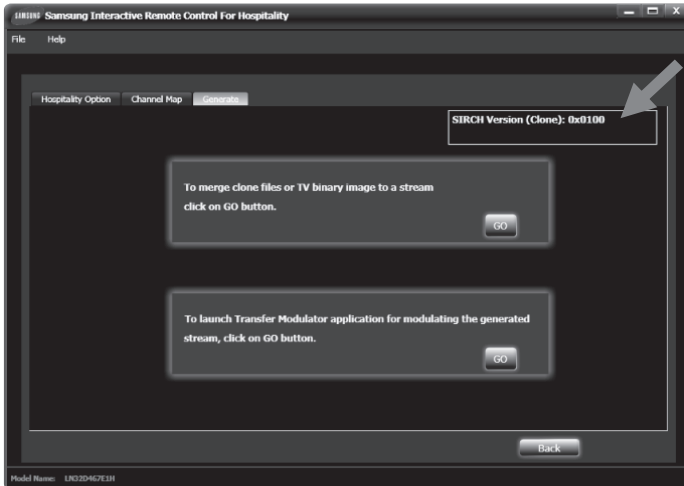 SAMSUNG Samsung Interactive Remote Control For Hospitality
File Help
Hospitality Option Channel Map Generate
SIRCH Version (Clone): 0x0100
To merge clone files or TV binary image to a stream
click on GO button.
GO
To launch Transfer Modulator application for modulating the generated
stream, click on GO button.
GO
Back
Model Name: LN32D467E1H